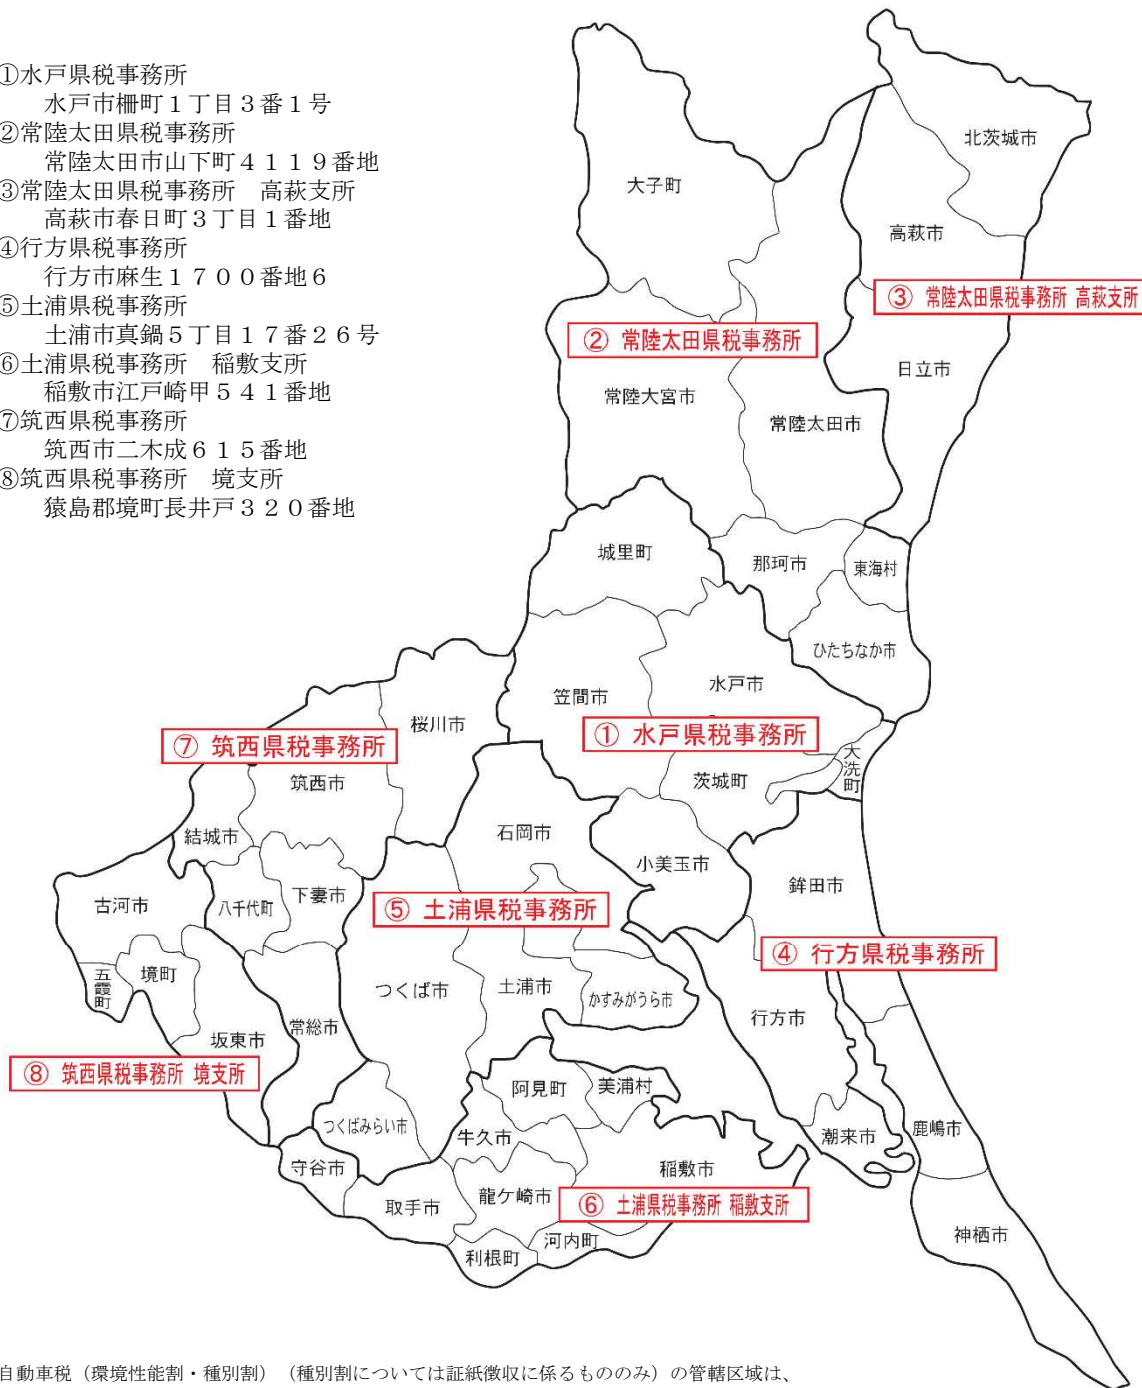 ①水戸県税事務所
水戸市柵町1丁目3番1号
②常陸太田県税事務所
常陸太田市山下町4119番地
③常陸太田県税事務所　高萩支所
高萩市春日町3丁目1番地
④行方県税事務所
行方市麻生1700番地6
⑤土浦県税事務所
土浦市真鍋5丁目17番26号
⑥土浦県税事務所　稲敷支所
稲敷市江戸崎甲541番地
⑦筑西県税事務所
筑西市二木成615番地
⑧筑西県税事務所　境支所
猿島郡境町長井戸320番地
北茨城市
大子町
高萩市
③ 常陸太田県税事務所 高萩支所
② 常陸太田県税事務所
日立市
常陸大宮市
常陸太田市
城里町
那珂市
東海村
ひたちなか市
水戸市
笠間市
桜川市
① 水戸県税事務所
⑦ 筑西県税事務所
大洗町
茨城町
筑西市
石岡市
結城市
小美玉市
鉾田市
下妻市
八千代町
古河市
⑤ 土浦県税事務所
④ 行方県税事務所
境町
五霞町
つくば市
土浦市
かすみがうら市
行方市
常総市
坂東市
⑧ 筑西県税事務所 境支所
阿見町
美浦村
つくばみらい市
牛久市
潮来市
鹿嶋市
守谷市
稲敷市
龍ケ崎市
取手市
⑥ 土浦県税事務所 稲敷支所
神栖市
河内町
利根町
自動車税（環境性能割・種別割）（種別割については証紙徴収に係るもののみ）の管轄区域は、